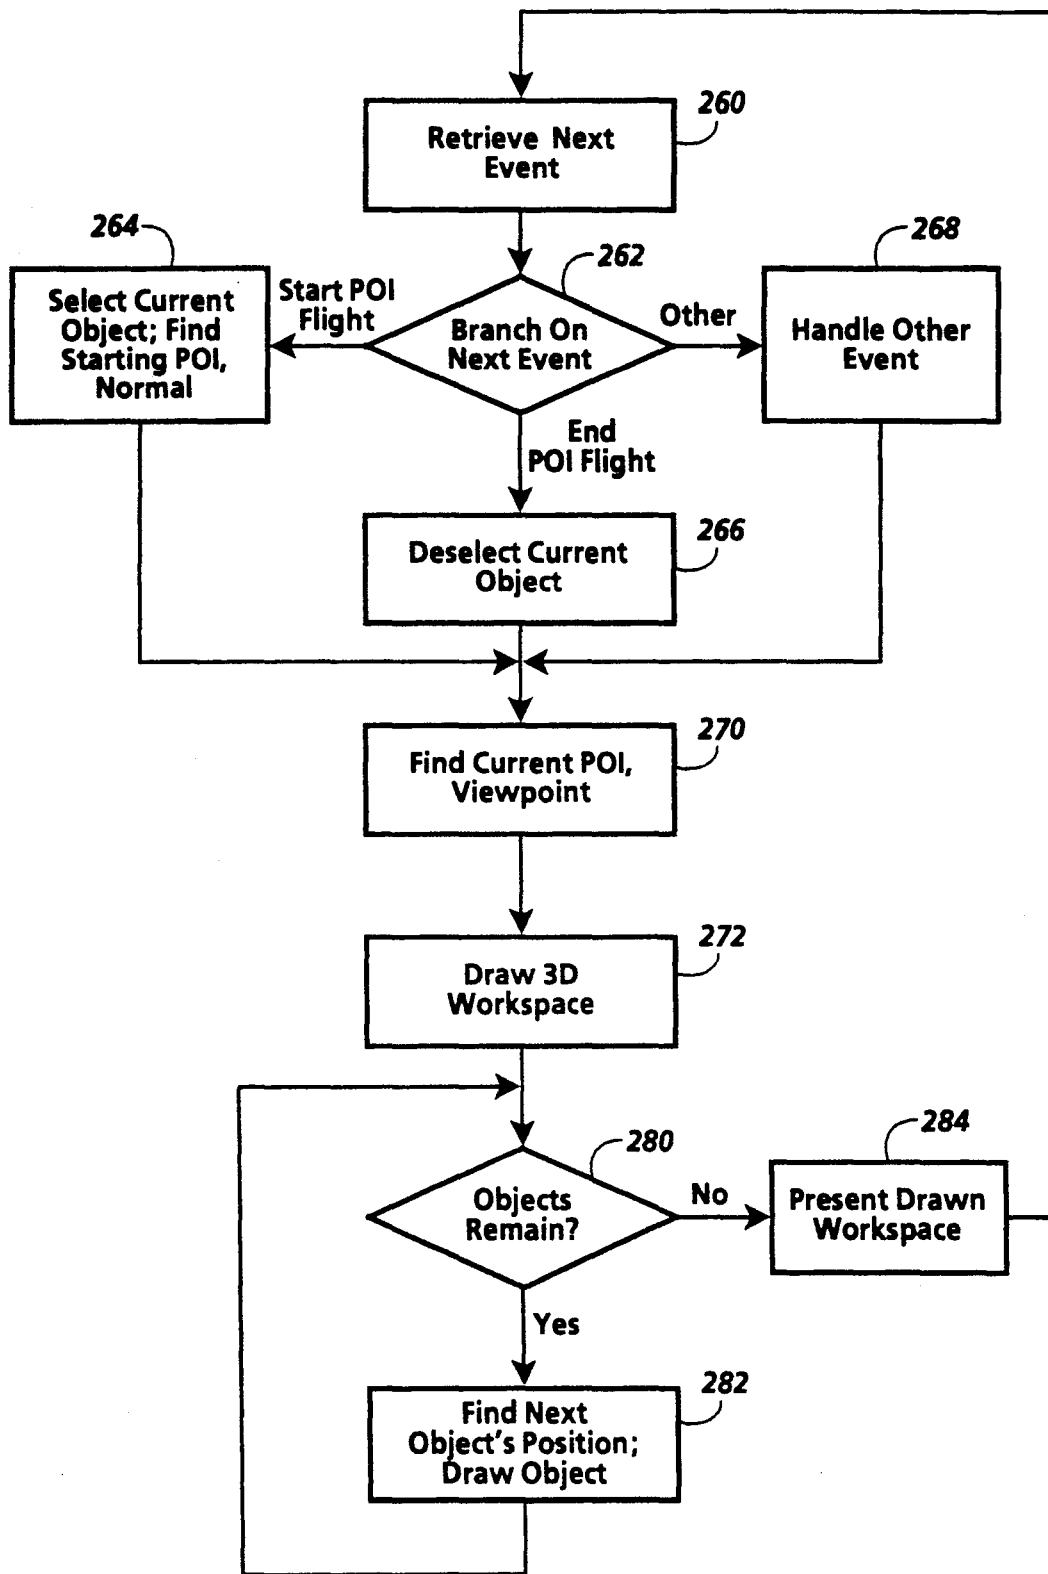 260
Retrieve Next
Event
264
262
268
Select Current
Object; Find
Starting POI,
Normal
Start POI
Flight
Branch On
Next Event
Other
Handle Other
Event
End
POI Flight
266
Deselect Current
Object
270
Find Current POI,
Viewpoint
272
Draw 3D
Workspace
280
284
Objects
Remain?
No
Present Drawn
Workspace
Yes
282
Find Next
Object's Position;
Draw Object